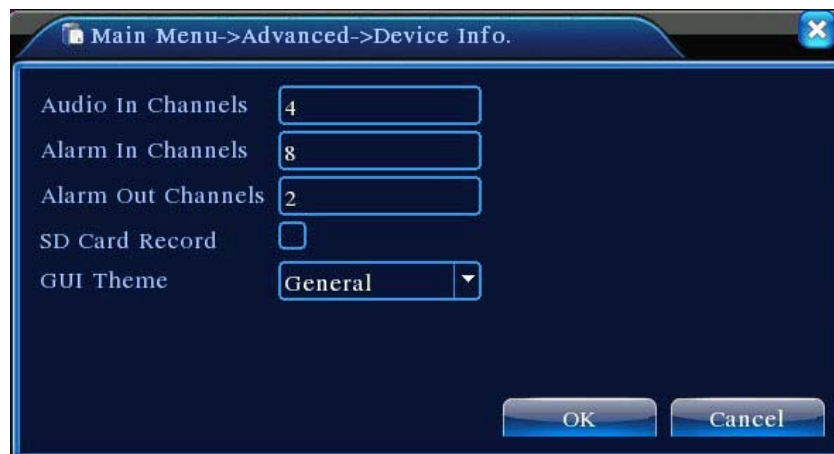 Main Menu->Advanced->Device Info.
Audio In Channels 4
Alarm In Channels 8
Alarm Out Channels 2
SD Card Record
GUI Theme General
OK Cancel